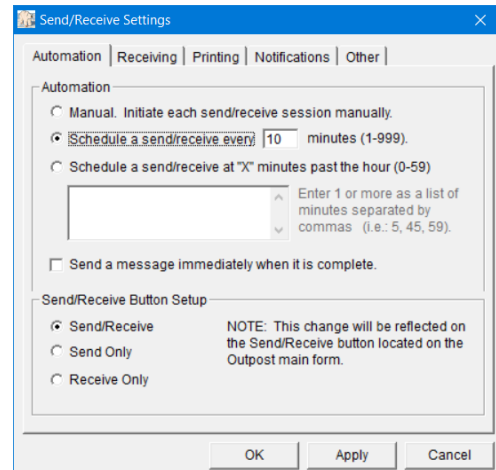 Send/Receive Settings
Automation Receiving Printing Notifications Other
Automation
Manual. Initiate each send/receive session manually.
Schedule a send/receive every 10 minutes (1-999).
Schedule a send/receive at "X" minutes past the hour (0-59)
Enter 1 or more as a list of
minutes separated by
commas (i.e.: 5, 45, 59).
Send a message immediately when it is complete.
Send/Receive Button Setup
Send/Receive
Send Only
Receive Only
NOTE: This change will be reflected on
the Send/Receive button located on the
Outpost main form.
OK Apply Cancel